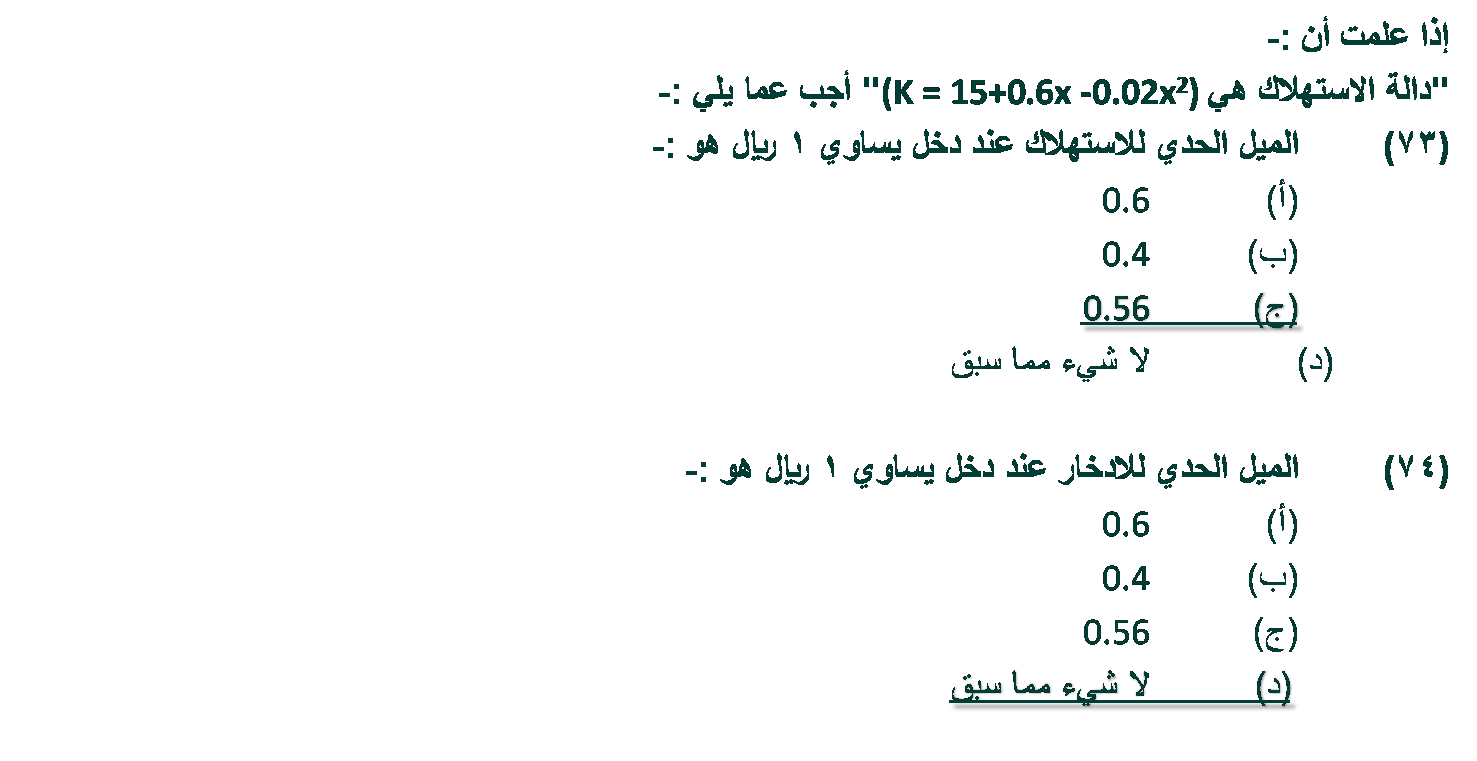 إذا علمت أن :-
"دالة الاستهلاك هي (K = 15+0.6x -0.02x²)" أجب عما يلي :-
(٧٣) الميل الحدي للاستهلاك عند دخل يساوي ١ ريال هو :-
(أ) 0.6
(ب) 0.4
(ج) 0.56
(د) لا شيء مما سبق
(٧٤) الميل الحدي للادخار عند دخل يساوي ١ ريال هو :-
(أ) 0.6
(ب) 0.4
(ج) 0.56
(د) لا شيء مما سبق